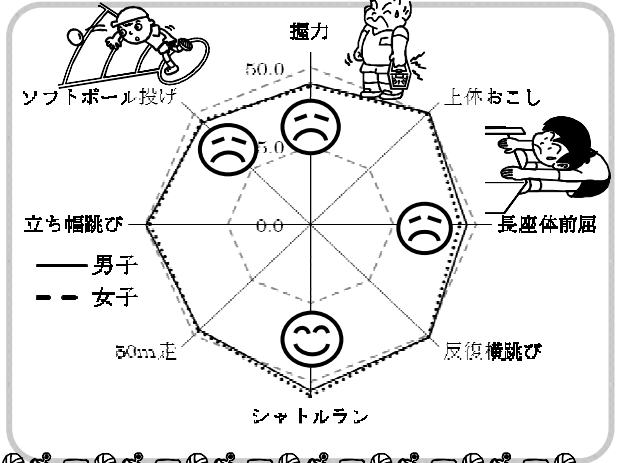 握力
50.0
ソフトボール投げ
上体おこし
5.0
立ち幅跳び
0.0
長座体前屈
男子
女子
50m走
反復横跳び
シャトルラン